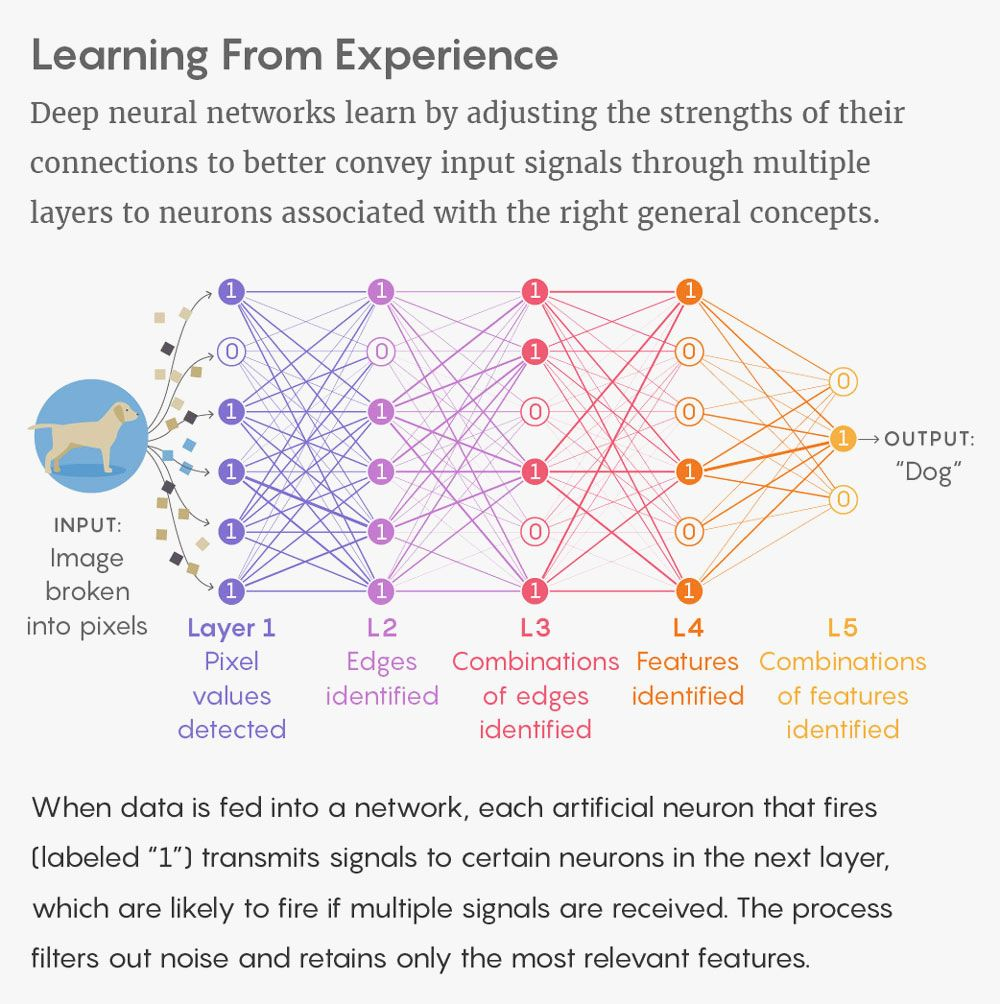 Learning From Experience
Deep neural networks learn by adjusting the strengths of their
connections to better convey input signals through multiple
layers to neurons associated with the right general concepts.
1 1 1 1
0 0 1 0
0
1 1 0 0
1 OUTPUT:
“Dog“
1 1 1 1
0
INPUT:
Image
broken
into pixels
1 1 0 0
1 1 1 1
Layer 1
Pixel
values
detected
L2
Edges
identified
L3
Combinations
of edges
identified
L4
Features
identified
L5
Combinations
of features
identified
When data is fed into a network, each artificial neuron that fires
(labeled “1”) transmits signals to certain neurons in the next layer,
which are likely to fire if multiple signals are received. The process
filters out noise and retains only the most relevant features.